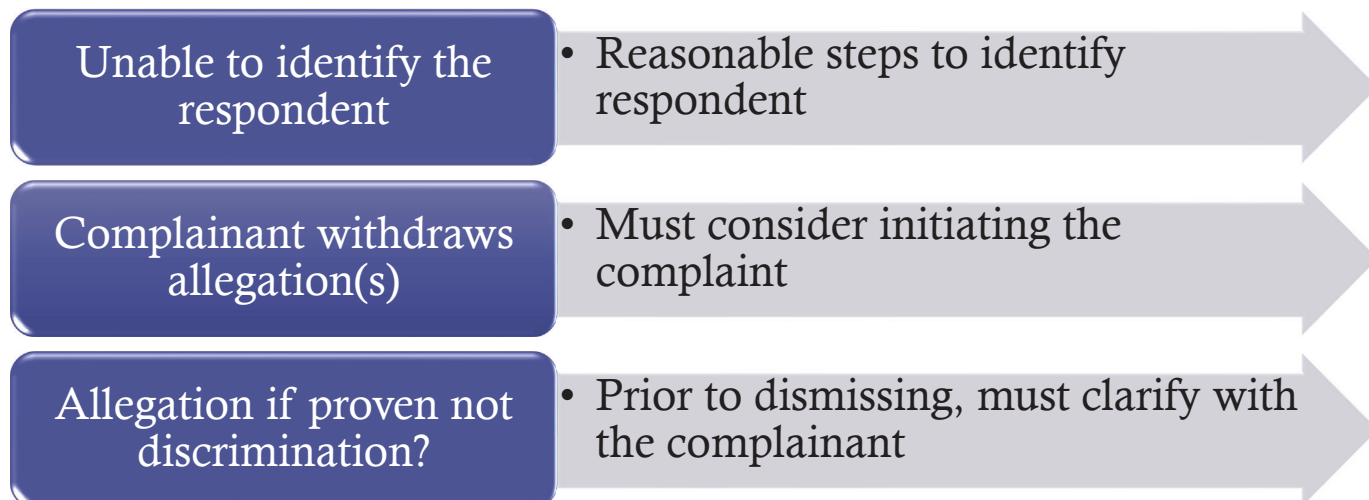 Unable to identify the
respondent
• Reasonable steps to identify
respondent
Complainant withdraws
allegation(s)
• Must consider initiating the
complaint
Allegation if proven not
discrimination?
• Prior to dismissing, must clarify with
the complainant